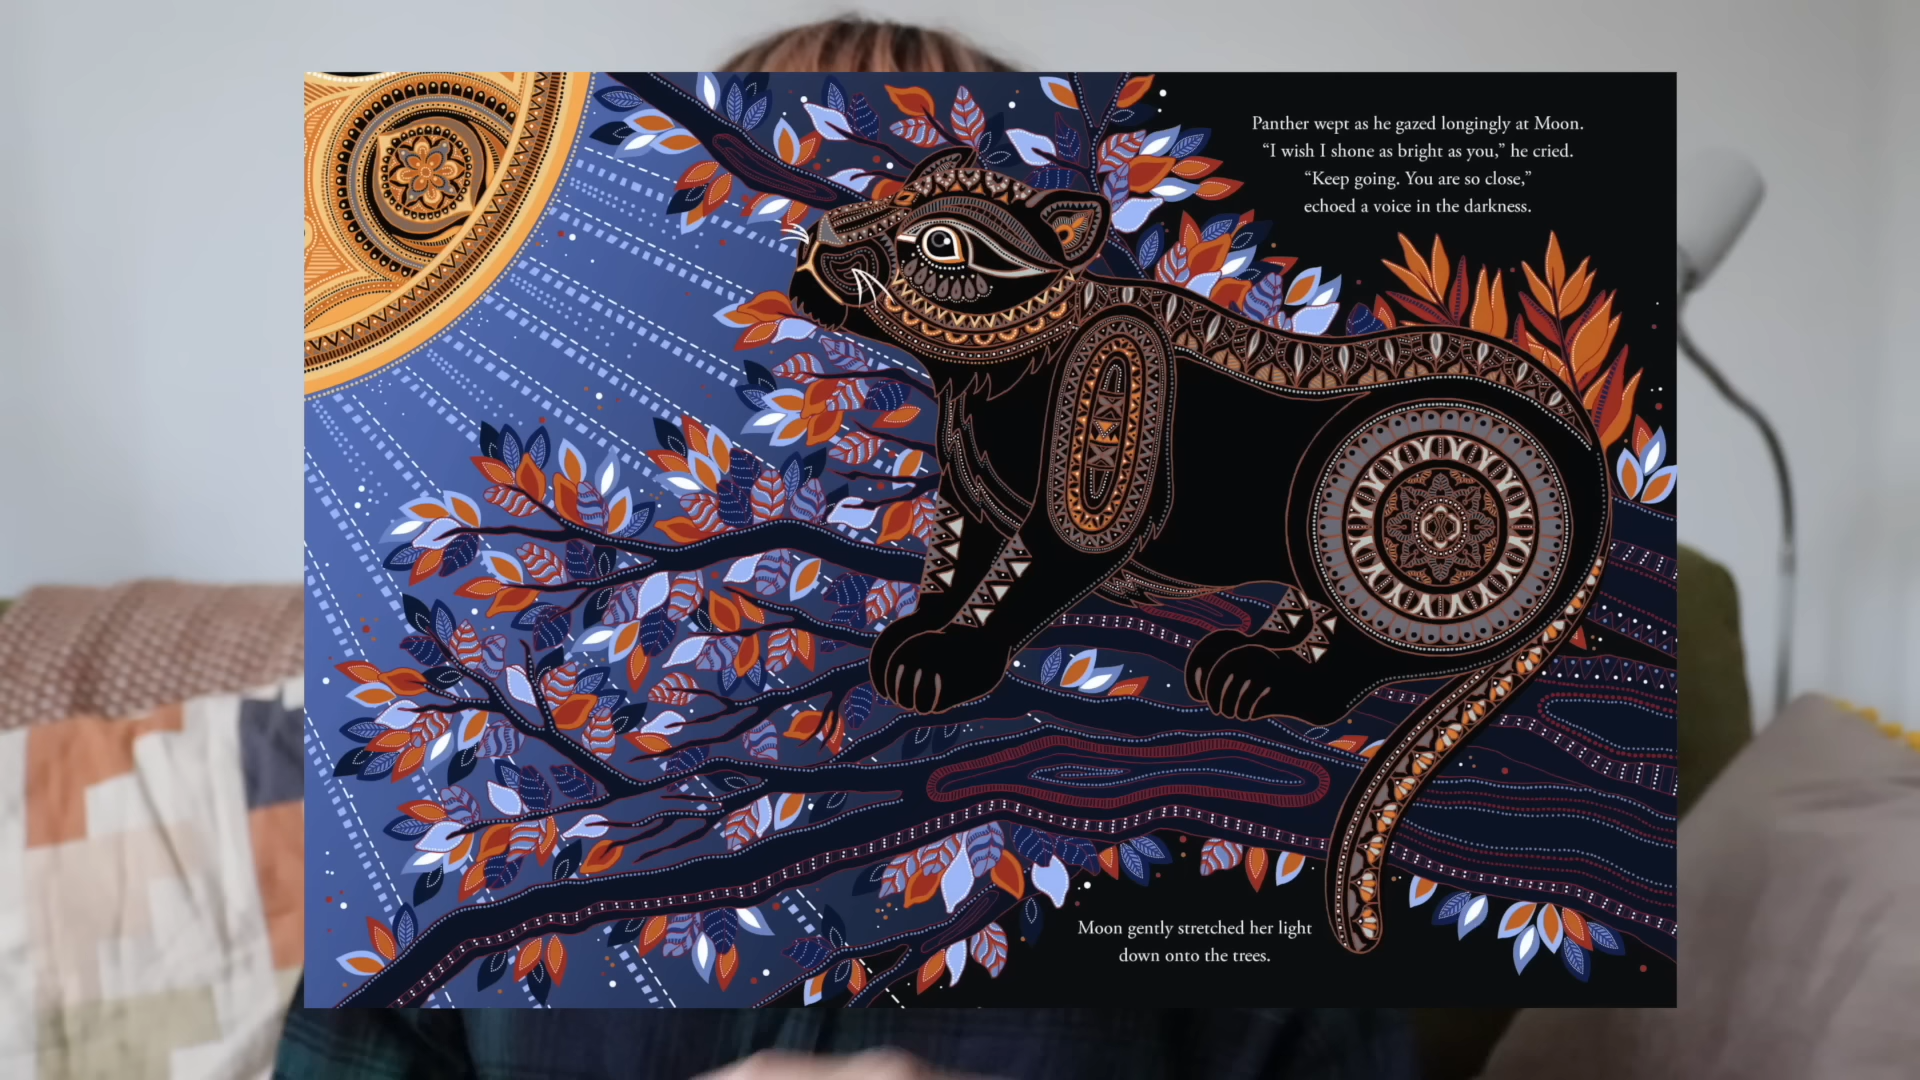 Panther wept as he gazed longingly at Moon.
“I wish I shone as bright as you,” he cried.
“Keep going. You are so close,”
echoed a voice in the darkness.
Moon gently stretched her light
down onto the trees.